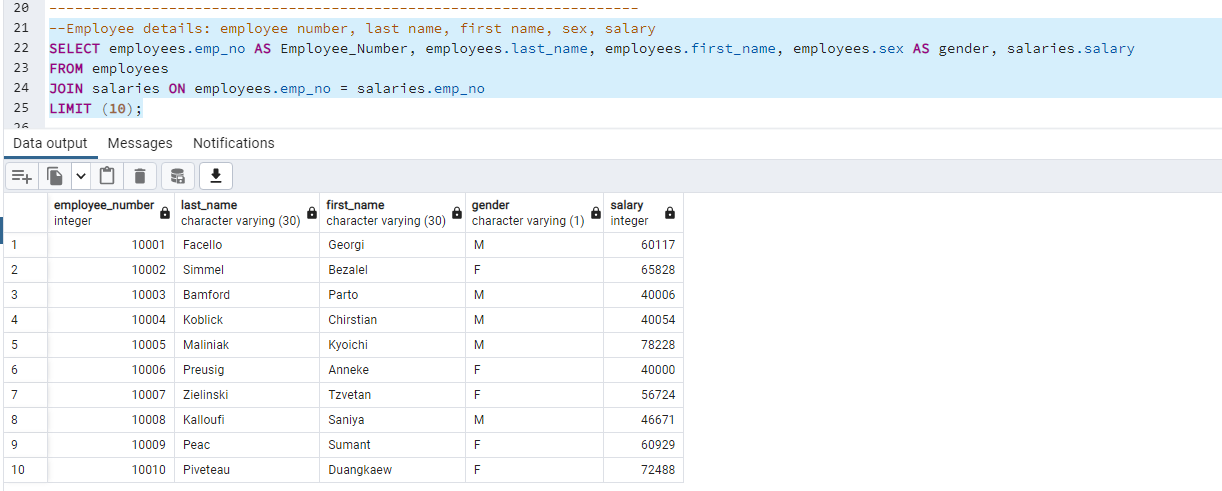 20 --------------------------------------------------------------------
21 --Employee details: employee number, last name, first name, sex, salary
22 SELECT employees.emp_no AS Employee_Number, employees.last_name, employees.first_name, employees.sex AS gender, salaries.salary
23 FROM employees
24 JOIN salaries ON employees.emp_no = salaries.emp_no
25 LIMIT (10);
26
Data output Messages Notifications
employee_number last_name first_name gender salary
integer character varying (30) character varying (30) character varying (1) integer
1 10001 Facello Georgi M 60117
2 10002 Simmel Bezalel F 65828
3 10003 Bamford Parto M 40006
4 10004 Koblick Chirstian M 40054
5 10005 Maliniak Kyoichi M 78228
6 10006 Preusig Anneke F 40000
7 10007 Zielinski Tzvetan F 56724
8 10008 Kalloufi Saniya M 46671
9 10009 Peac Sumant F 60929
10 10010 Piveteau Duangkaew F 72488